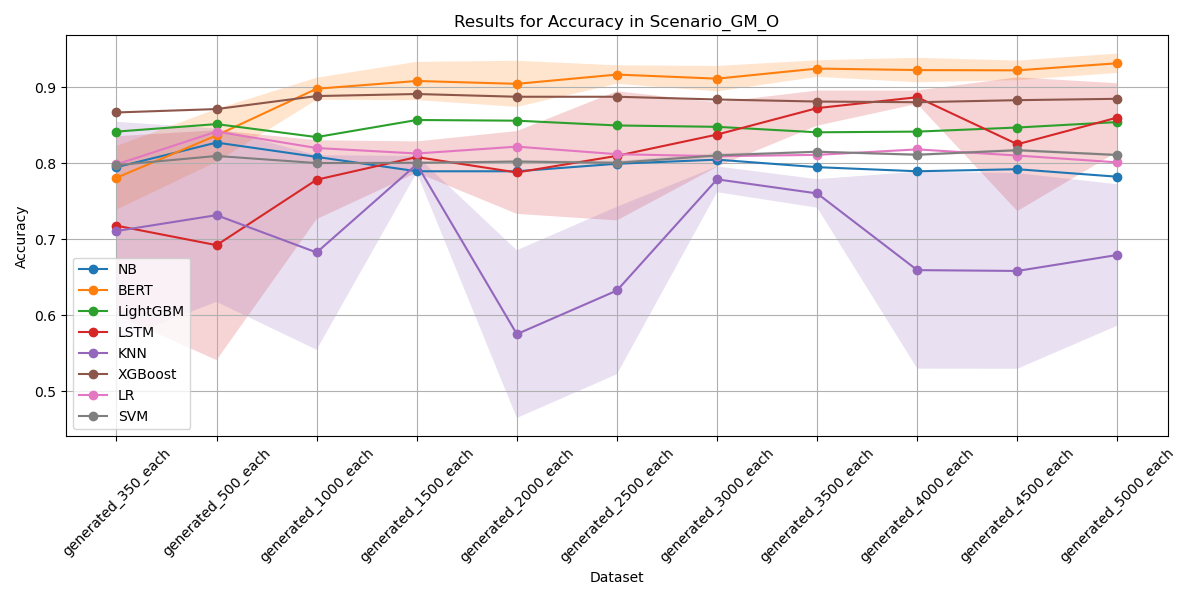 Results for Accuracy in Scenario_GM_O
Accuracy
0.9
0.8
0.7
0.6
0.5
NB
BERT
LightGBM
LSTM
KNN
XGBoost
LR
SVM
generated_350_each
generated_500_each
generated_1000_each
generated_1500_each
generated_2000_each
generated_2500_each
generated_3000_each
generated_3500_each
generated_4000_each
generated_4500_each
generated_5000_each
Dataset